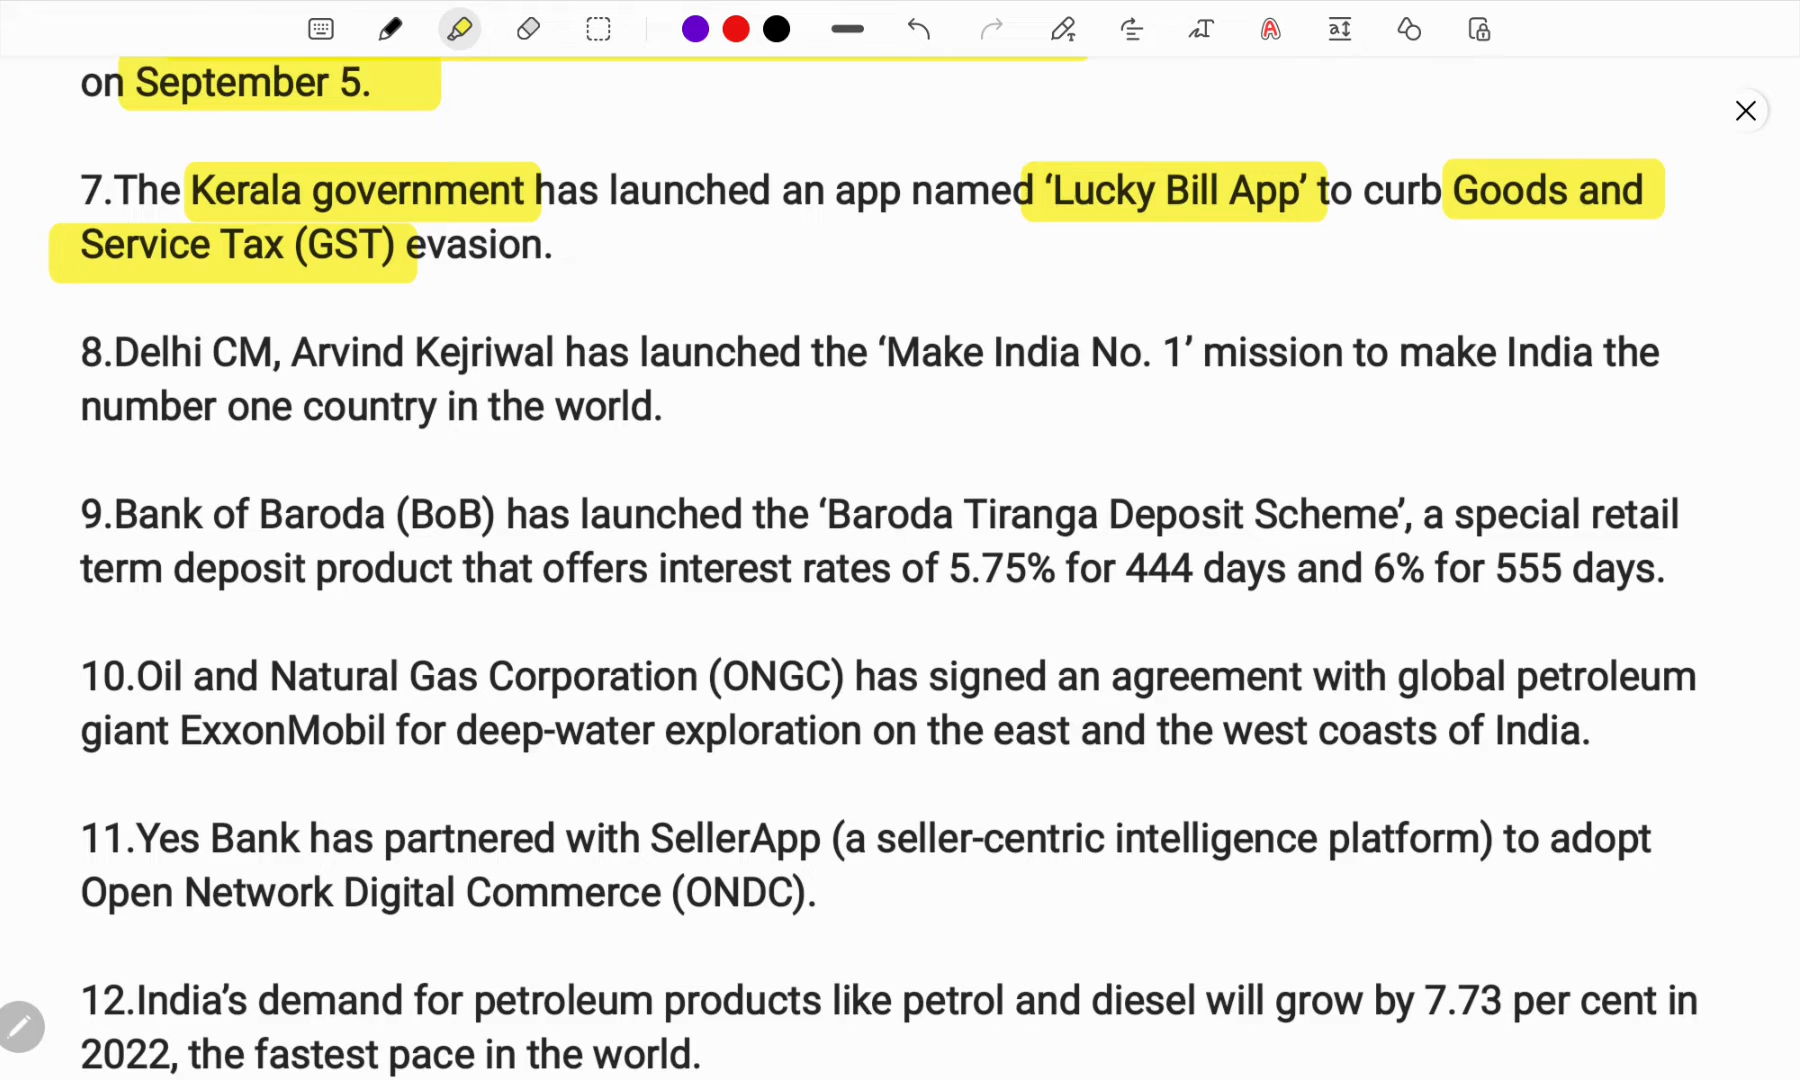 on September 5.
7.The Kerala government has launched an app named ‘Lucky Bill App’ to curb Goods and
Service Tax (GST) evasion.
8.Delhi CM, Arvind Kejriwal has launched the ‘Make India No. 1’ mission to make India the
number one country in the world.
9.Bank of Baroda (BoB) has launched the ‘Baroda Tiranga Deposit Scheme’, a special retail
term deposit product that offers interest rates of 5.75% for 444 days and 6% for 555 days.
10.Oil and Natural Gas Corporation (ONGC) has signed an agreement with global petroleum
giant ExxonMobil for deep-water exploration on the east and the west coasts of India.
11.Yes Bank has partnered with SellerApp (a seller-centric intelligence platform) to adopt
Open Network Digital Commerce (ONDC).
12.India’s demand for petroleum products like petrol and diesel will grow by 7.73 per cent in
2022, the fastest pace in the world.